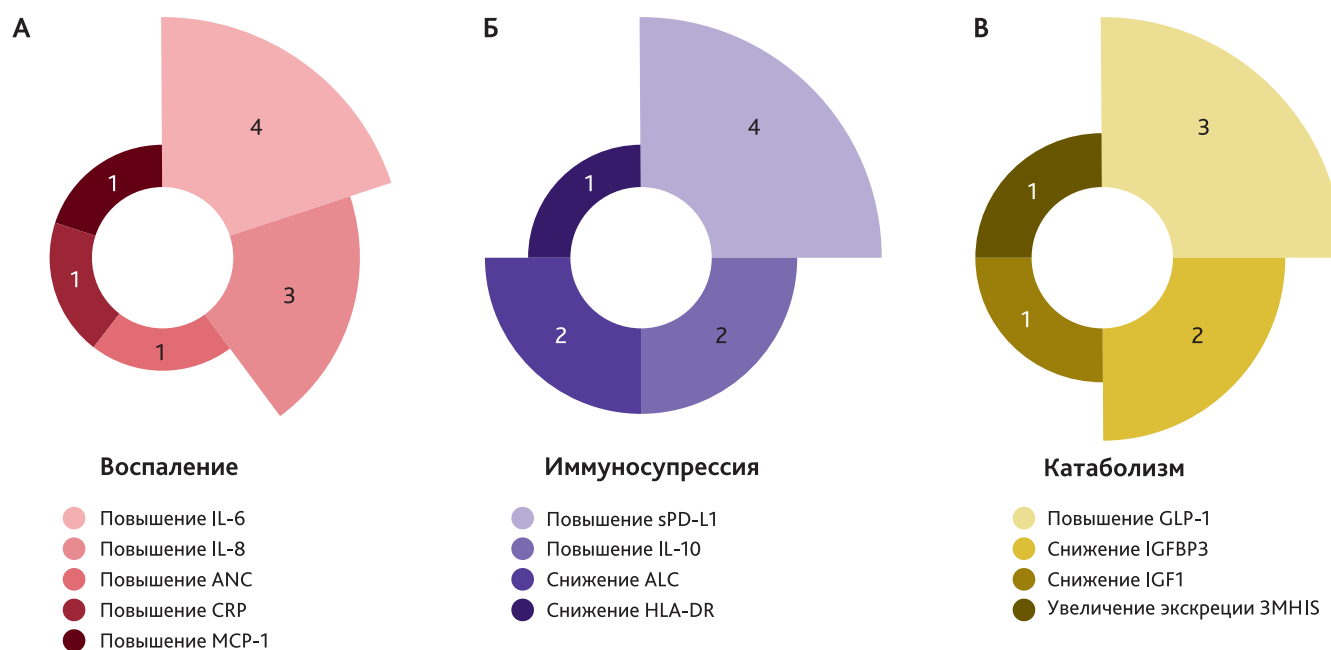 А
4
3
1
1
1
Воспаление
Повышение IL-6
Повышение IL-8
Повышение ANC
Повышение CRP
Повышение MCP-1
Б
4
2
2
1
Иммуносупрессия
Повышение sPD-L1
Повышение IL-10
Снижение ALC
Снижение HLA-DR
В
3
2
1
1
Катаболизм
Повышение GLP-1
Снижение IGFBP3
Снижение IGF1
Увеличение экскреции 3MHIS